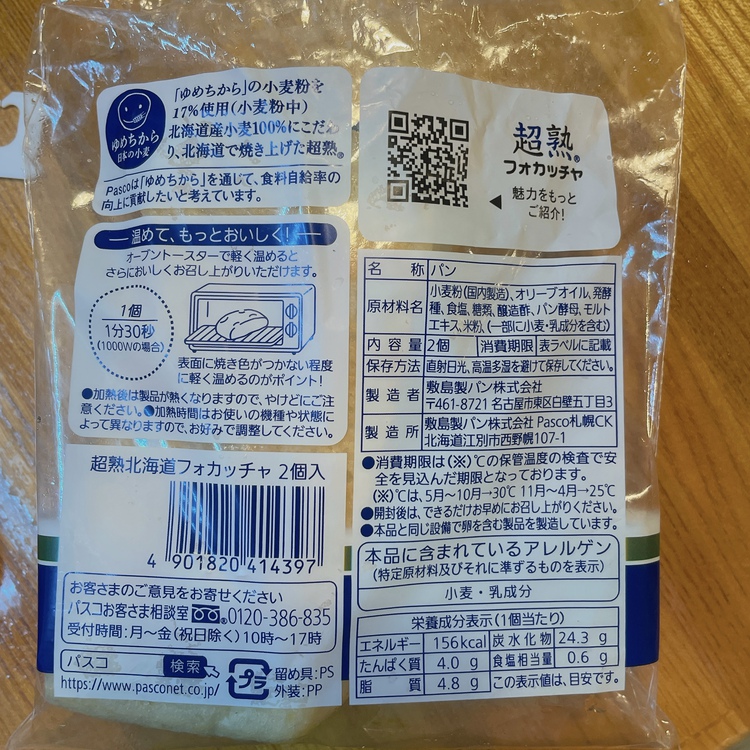 「ゆめちから」の小麦粉を
17%使用(小麦粉中)
北海道産小麦100%にこだわ
り、北海道で焼き上げた超熟®
ゆめちから
日本の小麦
Pascoは「ゆめちから」を通じて、食料自給率の
向上に貢献したいと考えています。
超熟®
フォカッチャ
◀ 魅力をもっと
ご紹介!
温めて、もっとおいしく!
オーブントースターで軽く温めると
さらにおいしくお召し上がりいただけます。
1個
1分30秒
(1000Wの場合)
表面に焼き色がつかない程度
に軽く温めるのがポイント!
●加熱後は製品が熱くなりますので、やけどにご注
意ください。●加熱時間はお使いの機種や状態に
よって異なりますので、お好みで調整してください。
超熟北海道フォカッチャ 2個入
4 901820 414397
お客さまのご意見をお寄せください
パスコお客さま相談室 0120-386-835
受付時間:月~金(祝日除く)10時~17時
パスコ 検索
https://www.pasconet.co.jp/
プラ
留め具:PS
外装:PP
名称 パン
原材料名 小麦粉(国内製造)、オリーブオイル、発酵
種、食塩、糖類、醸造酢、パン酵母、モルト
エキス、米粉、(一部に小麦・乳成分を含む)
内容量 2個 消費期限 表ラベルに記載
保存方法 直射日光、高温多湿を避けて保存してください。
製造者 敷島製パン株式会社
〒461-8721 名古屋市東区白壁五丁目3
製造所 敷島製パン株式会社 Pasco札幌CK
北海道江別市西野幌107-1
●消費期限は(※)℃の保管温度の検査で安
全を見込んだ期限となっております。
(※)℃は、5月~10月→30℃ 11月~4月→25℃
●開封後は、できるだけお早めにお召し上がりください。
●本品と同じ設備で卵を含む製品を製造しています。
本品に含まれているアレルゲン
(特定原材料及びそれに準ずるものを表示)
小麦・乳成分
栄養成分表示(1個当たり)
エネルギー 156kcal 炭水化物 24.3 g
たんぱく質 4.0 g 食塩相当量 0.6 g
脂質 4.8 g この表示値は、目安です。